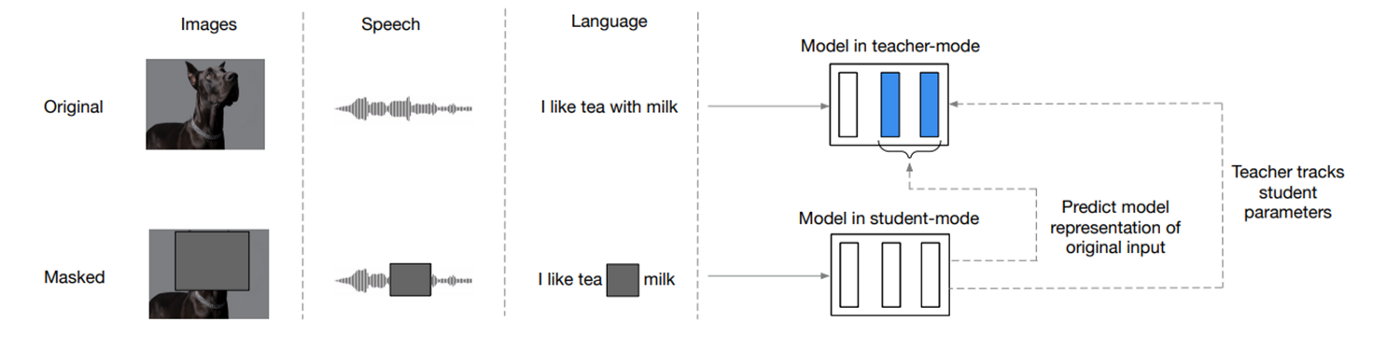 Images
Speech
Language
Original
I like tea with milk
Model in teacher-mode
Teacher tracks
student
parameters
Predict model
representation of
original input
Model in student-mode
Masked
I like tea
milk